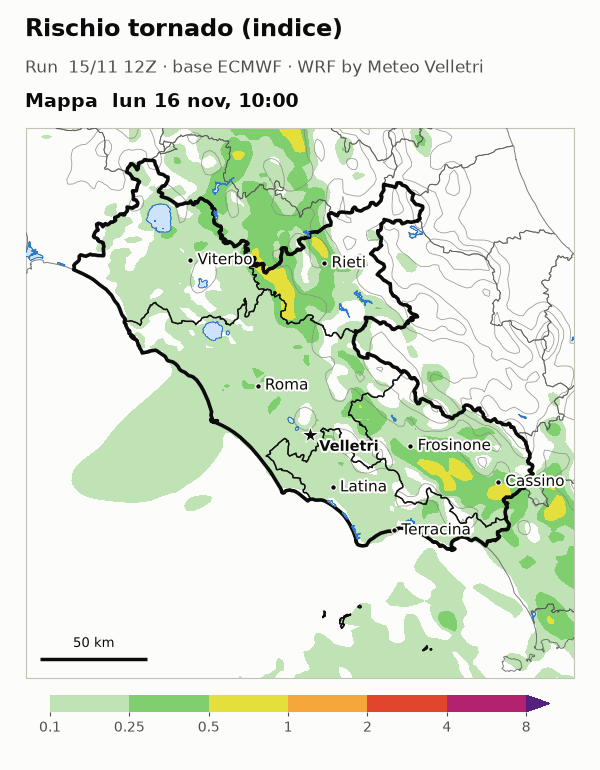 Rischio tornado (indice)
Run  15/11 12Z · base ECMWF · WRF by Meteo Velletri
Mappa  lun 16 nov, 10:00
Viterbo
Rieti
Roma
Velletri
Frosinone
Cassino
Latina
Terracina
50 km
0.1 0.25 0.5 1 2 4 8